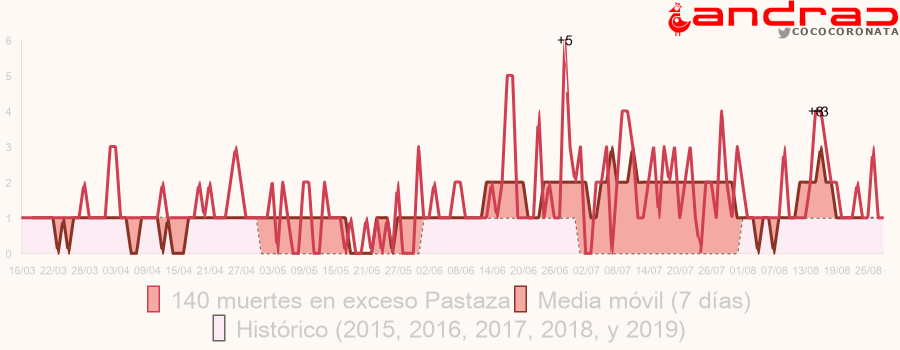 andrab
COCOCORONATA
+5
+3
6
5
4
3
2
1
0
16/03 22/03 28/03 03/04 09/04 15/04 21/04 27/04 03/05 09/05 15/05 21/05 27/05 02/06 08/06 14/06 20/06 26/06 02/07 08/07 14/07 20/07 26/07 01/08 07/08 13/08 19/08 25/08
140 muertes en exceso Pastaza Media móvil (7 días)
Histórico (2015, 2016, 2017, 2018, y 2019)